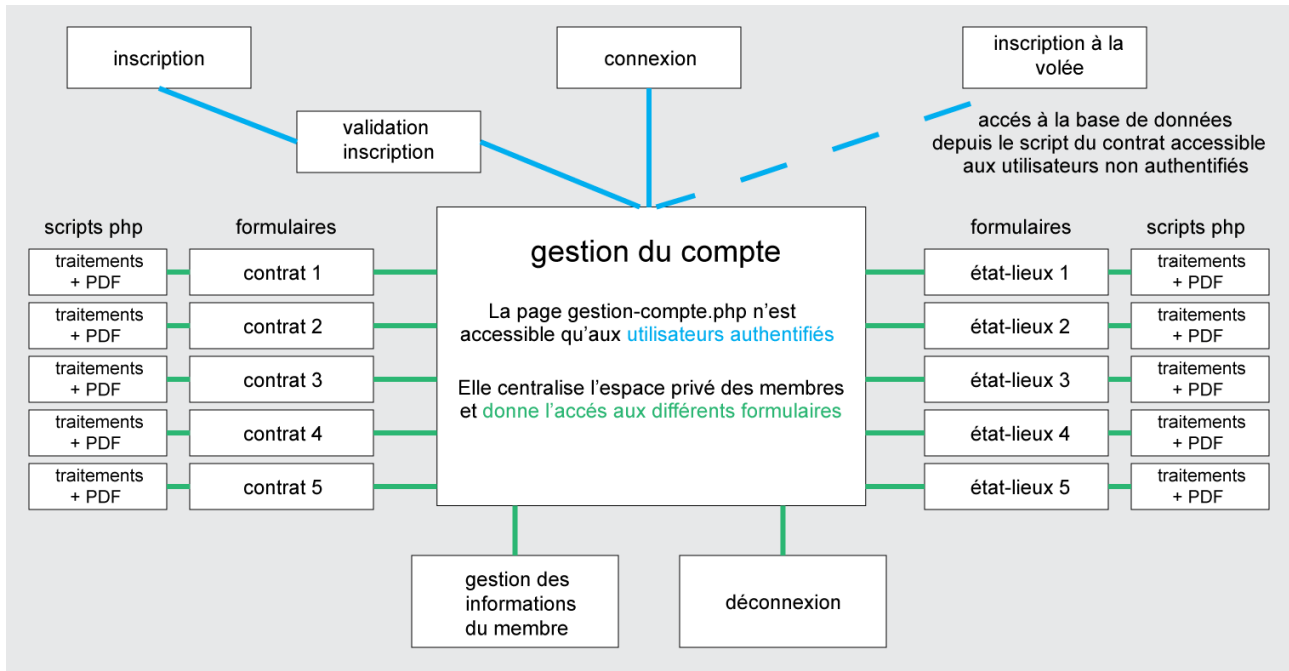 inscription
connexion
inscription à la
volée
validation
inscription
accés à la base de données
depuis le script du contrat accessible
aux utilisateurs non authentifiés
scripts php
formulaires
traitements
+ PDF
contrat 1
traitements
+ PDF
contrat 2
traitements
+ PDF
contrat 3
traitements
+ PDF
contrat 4
traitements
+ PDF
contrat 5
gestion du compte
La page gestion-compte.php n’est
accessible qu’aux utilisateurs authentifiés
Elle centralise l’espace privé des membres
et donne l’accés aux différents formulaires
formulaires
scripts php
état-lieux 1
traitements
+ PDF
état-lieux 2
traitements
+ PDF
état-lieux 3
traitements
+ PDF
état-lieux 4
traitements
+ PDF
état-lieux 5
traitements
+ PDF
gestion des
informations
du membre
déconnexion